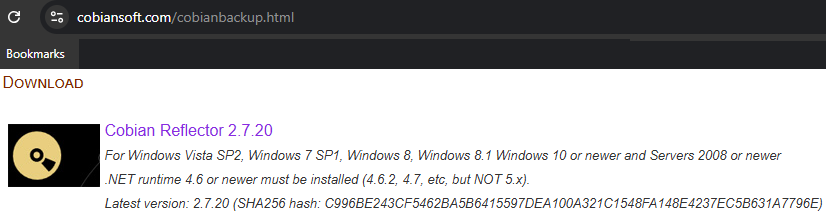 cobiansoft.com/cobianbackup.html
Bookmarks
Download
Cobian Reflector 2.7.20
For Windows Vista SP2, Windows 7 SP1, Windows 8, Windows 8.1 Windows 10 or newer and Servers 2008 or newer
.NET runtime 4.6 or newer must be installed (4.6.2, 4.7, etc, but NOT 5.x).
Latest version: 2.7.20 (SHA256 hash: C996BE243CF5462BA5B6415597DEA100A321C1548FA148E4237EC5B631A7796E)